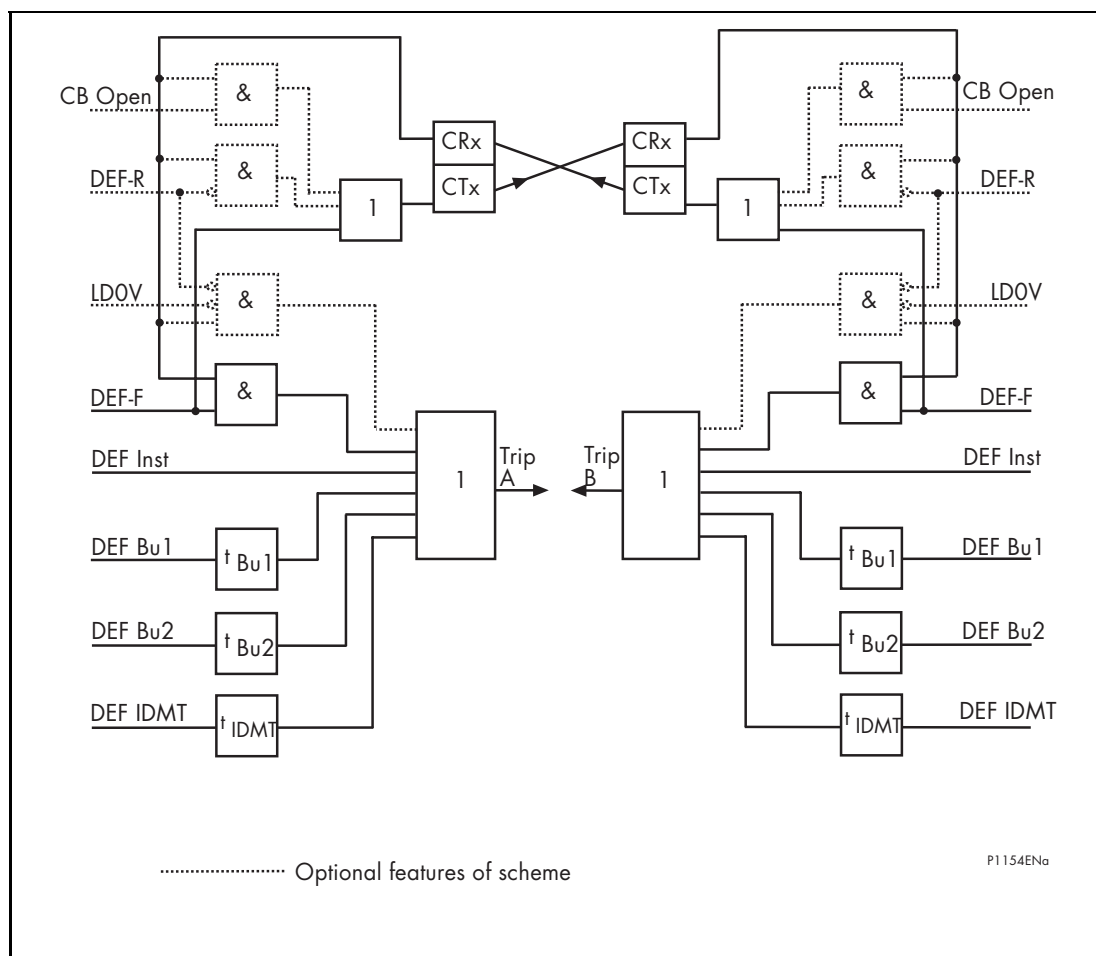 CB Open & & CB Open
CRx CRx
DEF-R & CTx CTx & DEF-R
1 1
LD0V & & LD0V
DEF-F & & DEF-F
DEF Inst Trip A Trip B DEF Inst
1 1
DEF Bu1 t Bu1 t Bu1 DEF Bu1
DEF Bu2 t Bu2 t Bu2 DEF Bu2
DEF IDMT t IDMT t IDMT DEF IDMT
Optional features of scheme
P1154ENa